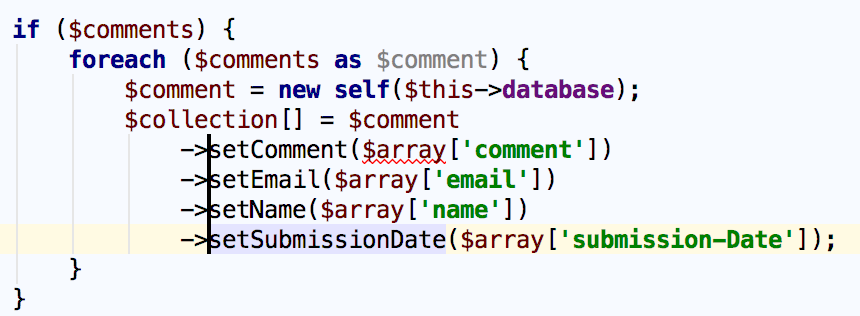 if ($comments) {
    foreach ($comments as $comment) {
        $comment = new self($this->database);
        $collection[] = $comment
            ->setComment($array['comment'])
            ->setEmail($array['email'])
            ->setName($array['name'])
            ->setSubmissionDate($array['submission-Date']);
    }
}